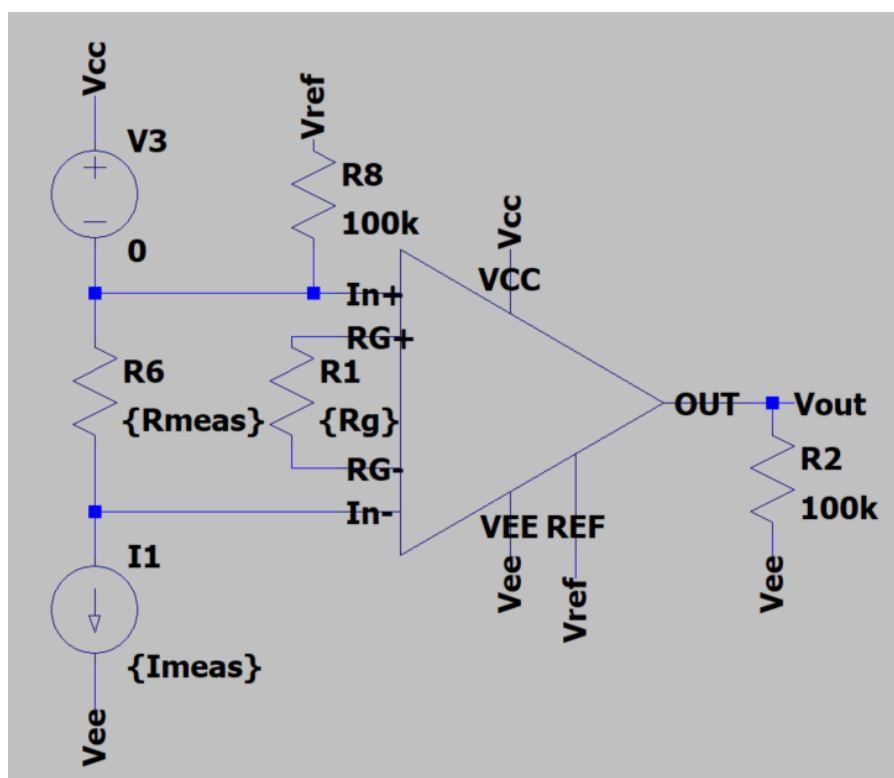 Vcc
V3
0
Vref
R8
100k
Vcc
VCC
In+
RG+
R6
{Rmeas}
R1
{Rg}
RG-
In-
OUT
Vout
R2
100k
Vee
VEE
REF
Vee
Vref
I1
{Imeas}
Vee